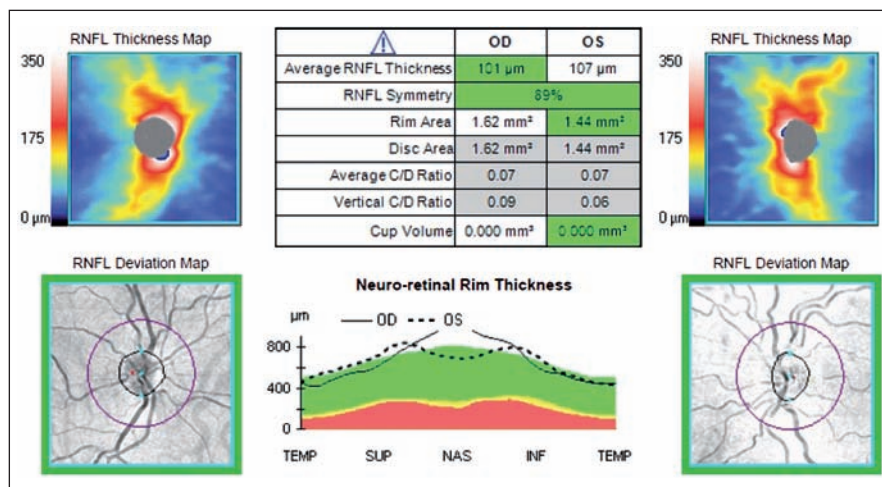 RNFL Thickness Map
350
175
0 µm
OD OS
Average RNFL Thickness 101 µm 107 µm
RNFL Symmetry 89%
Rim Area 1.62 mm² 1.44 mm²
Disc Area 1.62 mm² 1.44 mm²
Average C/D Ratio 0.07 0.07
Vertical C/D Ratio 0.09 0.06
Cup Volume 0.000 mm³ 0.000 mm³
RNFL Thickness Map
350
175
0 µm
RNFL Deviation Map
Neuro-retinal Rim Thickness
µm
OD OS
800
400
0
TEMP SUP NAS INF TEMP
RNFL Deviation Map